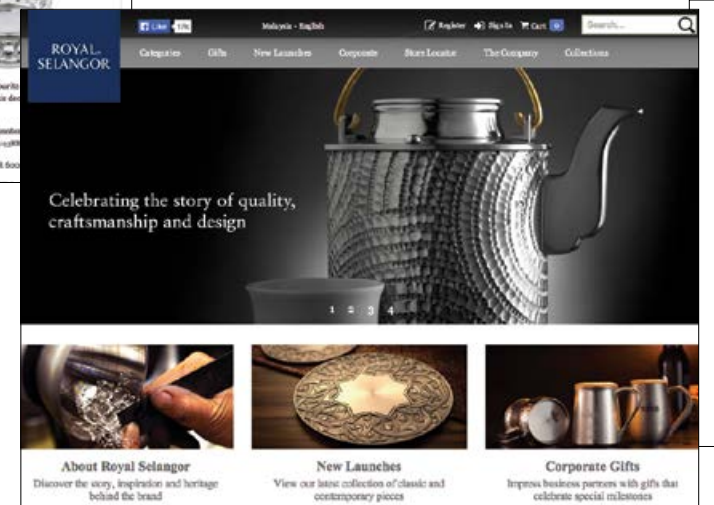 Like 17K
Malaysia - English
Register Sign In Cart 0
Search...
ROYAL
SELANGOR
Categories Gifts New Launches Corporate Store Locator The Company Collections
Celebrating the story of quality,
craftsmanship and design
1 2 3 4
About Royal Selangor
Discover the story, inspiration and heritage
behind the brand
New Launches
View our latest collection of classic and
contemporary pieces
Corporate Gifts
Impress business partners with gifts that
celebrate special milestones